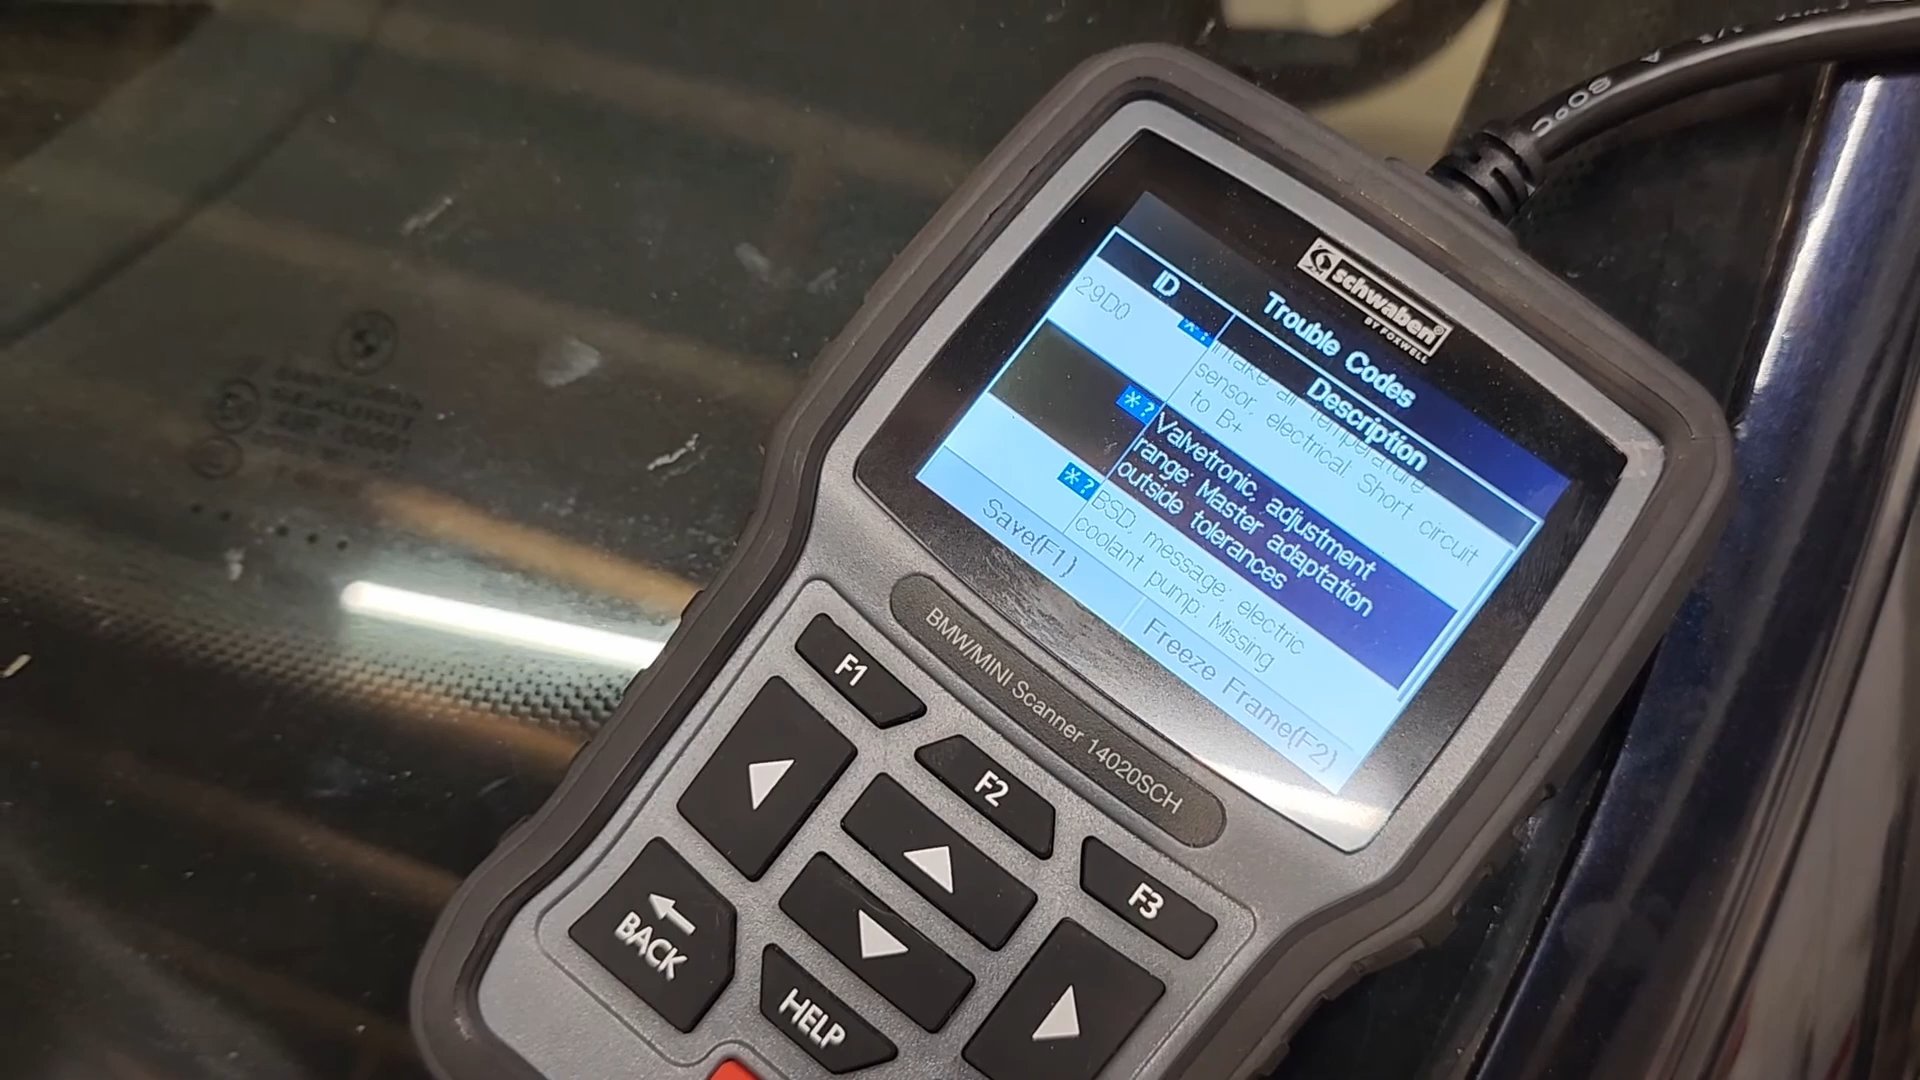 80°C
schwaben®
BY FOXWELL
Trouble Codes
ID
Description
29D0
*?
Intake air temperature
sensor, electrical: Short circuit
to B+
*?
Valvetronic, adjustment
range: Master adaptation
outside tolerances
*?
BSD, message; electric
coolant pump: Missing
Save(F1)
Freeze Frame(F2)
BMW/MINI Scanner 14020SCH
F1
F2
F3
BACK
HELP